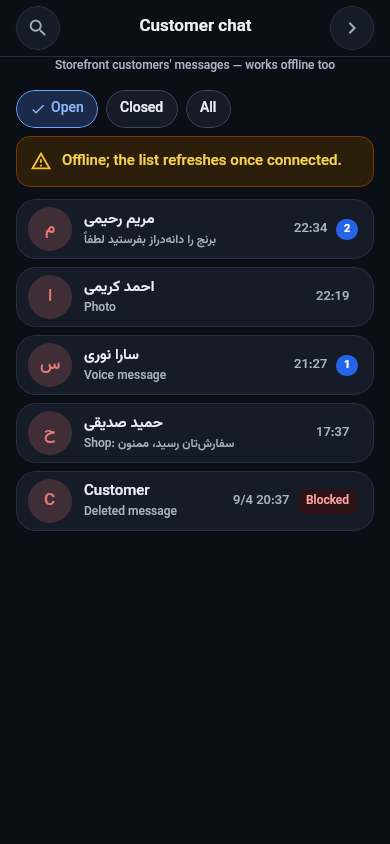 Customer chat
Storefront customers' messages — works offline too
Open
Closed
All
Offline; the list refreshes once connected.
م
مریم رحیمی
برنج را دانه‌دراز بفرستید لطفاً
22:34
2
ا
احمد کریمی
Photo
22:19
س
سارا نوری
Voice message
21:27
1
ح
حمید صدیقی
Shop: سفارش‌تان رسید، ممنون
17:37
C
Customer
Deleted message
9/4 20:37
Blocked